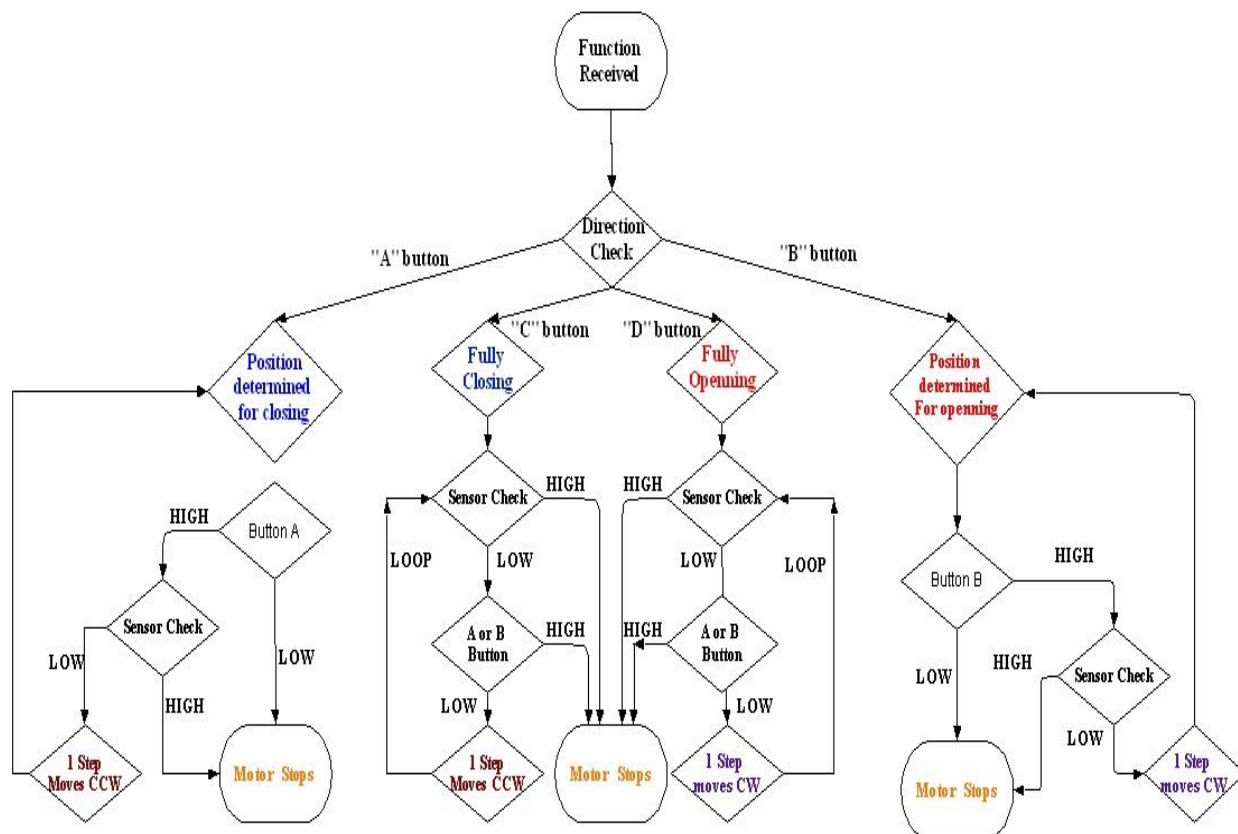 Function
Received
Direction
Check
"A" button
"B" button
"C" button
"D" button
Position
determined
for closing
Fully
Closing
Fully
Openning
Position
determined
For openning
HIGH
Button A
LOW
Sensor Check
LOW
HIGH
1 Step
Moves CCW
Motor Stops
Sensor Check
HIGH
LOW
LOOP
A or B
Button
HIGH
LOW
1 Step
Moves CCW
Motor Stops
HIGH
Sensor Check
LOW
LOOP
HIGH
A or B
Button
LOW
1 Step
moves CW
Button B
HIGH
LOW
HIGH
Sensor Check
LOW
Motor Stops
1 Step
moves CW